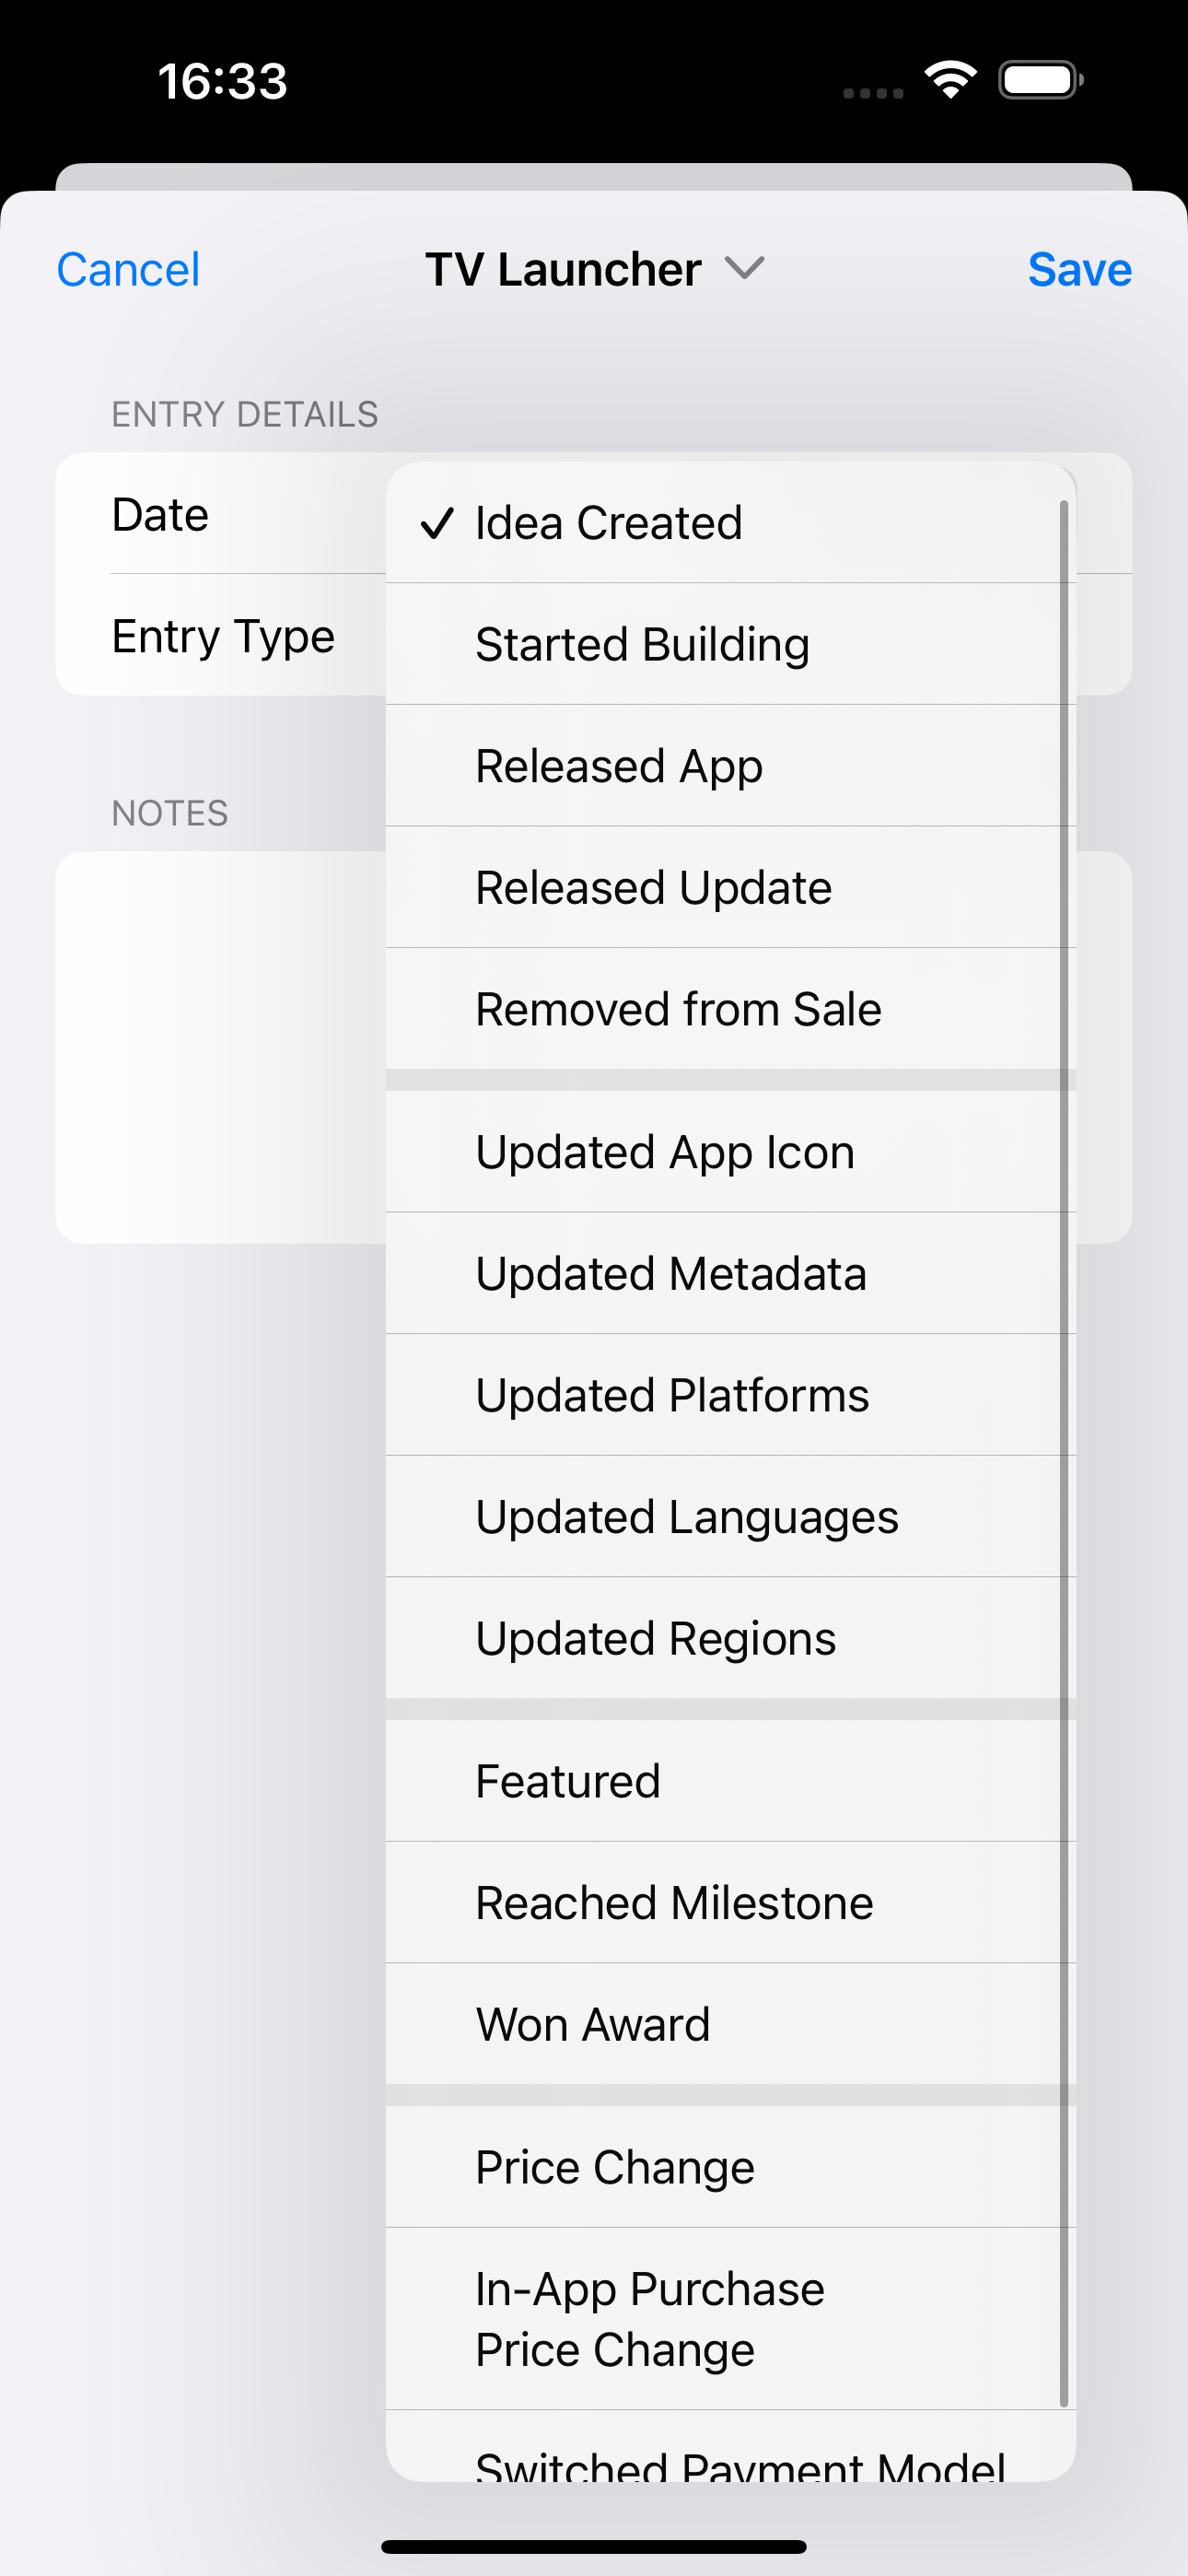 16:33
Cancel
TV Launcher
Save
ENTRY DETAILS
Date
Entry Type
NOTES
Idea Created
Started Building
Released App
Released Update
Removed from Sale
Updated App Icon
Updated Metadata
Updated Platforms
Updated Languages
Updated Regions
Featured
Reached Milestone
Won Award
Price Change
In-App Purchase
Price Change
Switched Payment Model